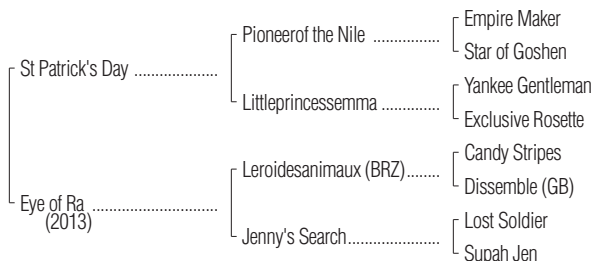 Empire Maker
Pioneerof the Nile ................
Star of Goshen
St Patrick's Day ....................
Yankee Gentleman
Littleprincessemma ..............
Exclusive Rosette
Candy Stripes
Leroidesanimaux (BRZ)........
Dissemble (GB)
Eye of Ra ..............................
(2013)
Lost Soldier
Jenny's Search......................
Supah Jen